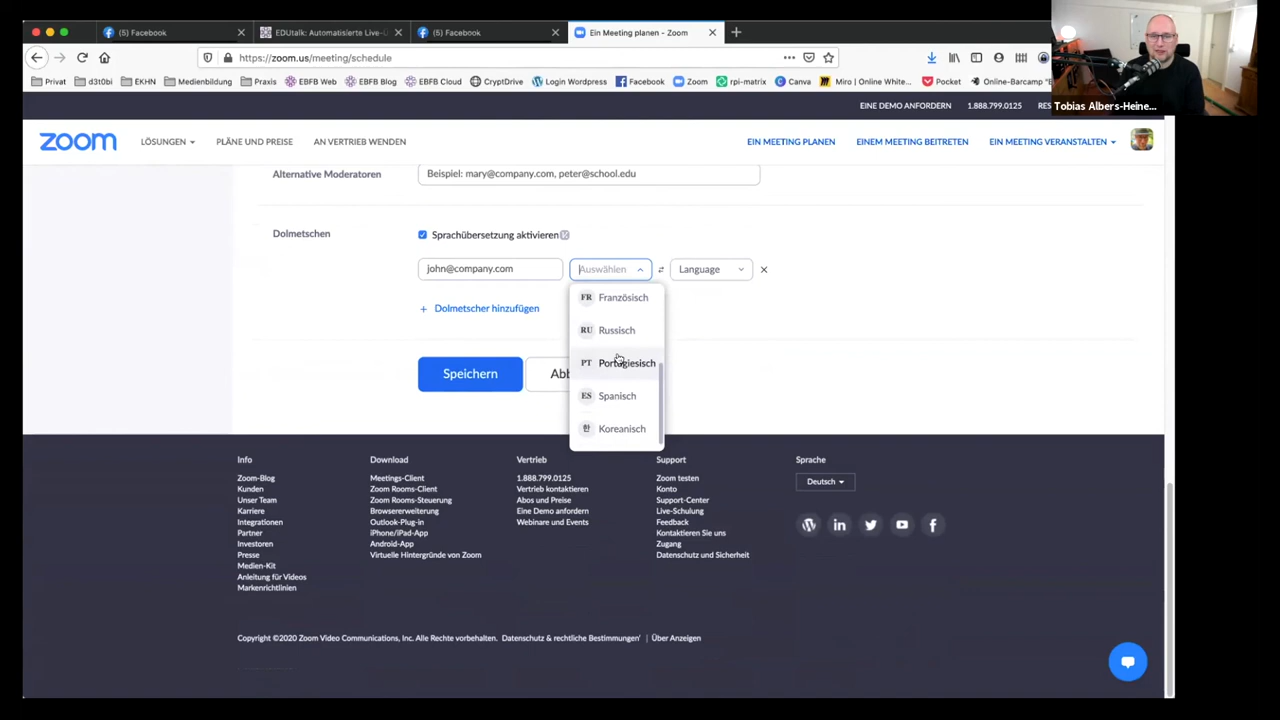 (5) Facebook
EDUtalk: Automatisierte Live-Ü
(5) Facebook
Ein Meeting planen - Zoom
https://zoom.us/meeting/schedule
Privat
d3t0bi
EKHN
Medienbildung
Praxis
EBFB Web
EBFB Blog
EBFB Cloud
CryptDrive
Login Wordpress
Facebook
Zoom
rpi-matrix
Canva
Miro | Online White...
Pocket
Online-Barcamp "E
Tobias Albers-Heine...
EINE DEMO ANFORDERN
1.888.799.0125
RES
zoom
LÖSUNGEN
PLÄNE UND PREISE
AN VERTRIEB WENDEN
EIN MEETING PLANEN
EINEM MEETING BEITRETEN
EIN MEETING VERANSTALTEN
Alternative Moderatoren
Beispiel: mary@company.com, peter@school.edu
Dolmetschen
Sprachübersetzung aktivieren
john@company.com
Auswählen
Language
FR Französisch
RU Russisch
PT Portugiesisch
ES Spanisch
한 Koreanisch
+ Dolmetscher hinzufügen
Speichern
Abb
Info
Zoom-Blog
Kunden
Unser Team
Karriere
Integrationen
Partner
Investoren
Presse
Medien-Kit
Anleitung für Videos
Markenrichtlinien
Download
Meetings-Client
Zoom Rooms-Client
Zoom Rooms-Steuerung
Browsererweiterung
Outlook-Plug-in
iPhone/iPad-App
Android-App
Virtuelle Hintergründe von Zoom
Vertrieb
1.888.799.0125
Vertrieb kontaktieren
Abos und Preise
Eine Demo anfordern
Webinare und Events
Support
Zoom testen
Konto
Support-Center
Live-Schulung
Feedback
Kontaktieren Sie uns
Zugang
Datenschutz und Sicherheit
Sprache
Deutsch
Copyright ©2020 Zoom Video Communications, Inc. Alle Rechte vorbehalten. Datenschutz & rechtliche Bestimmungen | Über Anzeigen